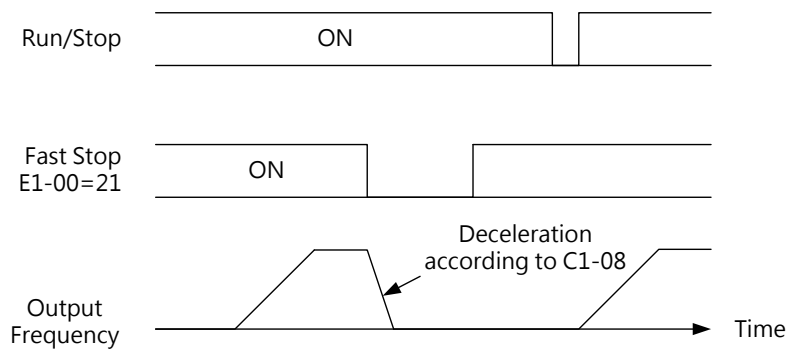 Run/Stop
ON
Fast Stop
E1-00=21
ON
Deceleration
according to C1-08
Output
Frequency
Time